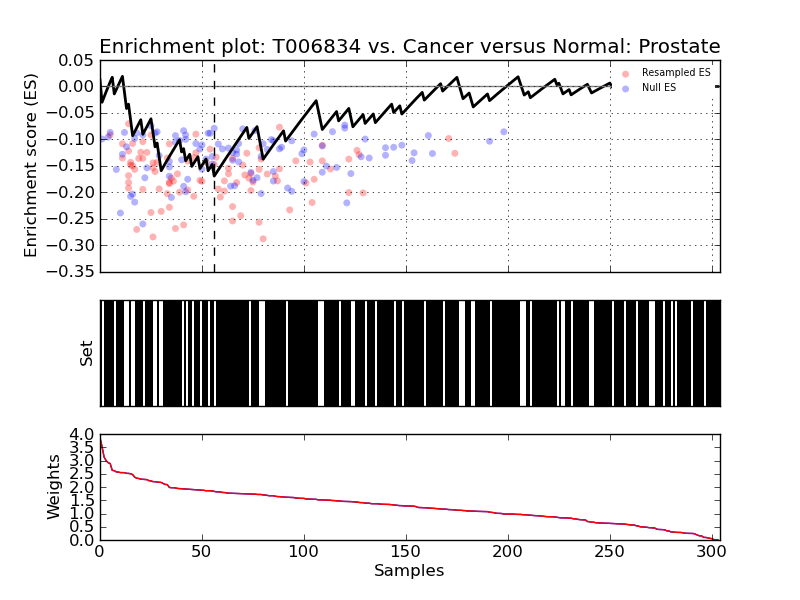 Enrichment plot: T006834 vs. Cancer versus Normal: Prostate
0.05
0.00
−0.05
−0.10
−0.15
−0.20
−0.25
−0.30
−0.35
Enrichment score (ES)
Resampled ES
Null ES
Set
4.0
3.5
3.0
2.5
2.0
1.5
1.0
0.5
0.0
Weights
0 50 100 150 200 250 300
Samples